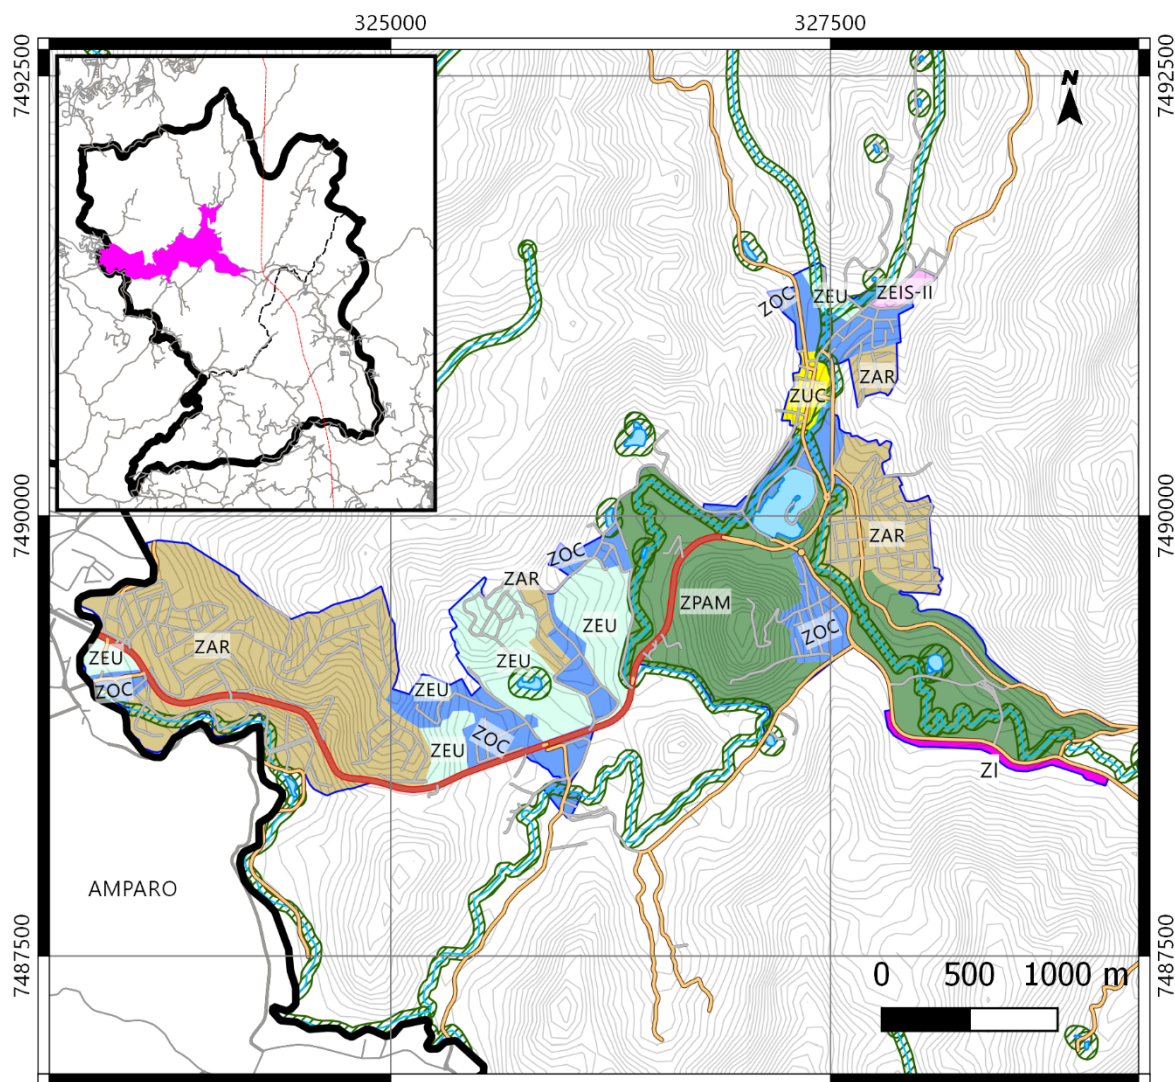 325000
327500
7492500
7492500
N
ZOC
ZEU
ZEIS-II
ZAR
ZUC
7490000
7490000
ZOC
ZAR
ZAR
ZPAM
ZEU
ZOC
ZAR
ZEU
ZEU
ZEU
ZOC
ZOC
ZEU
ZI
AMPARO
7487500
7487500
0 500 1000 m